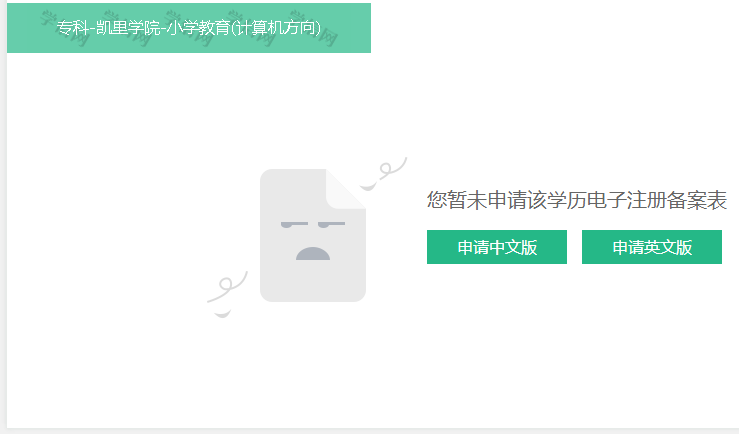 专科-凯里学院-小学教育(计算机方向)
您暂未申请该学历电子注册备案表
申请中文版
申请英文版